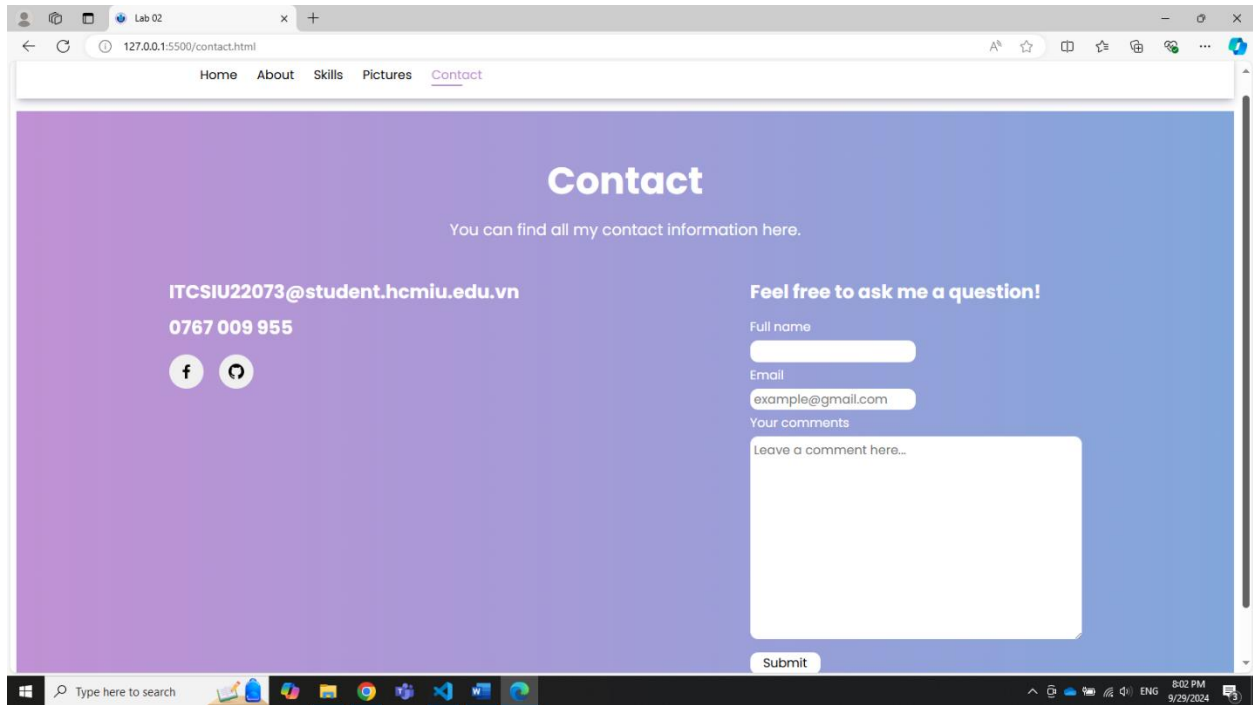 Lab 02
127.0.0.1:5500/contact.html
Home About Skills Pictures Contact
Contact
You can find all my contact information here.
ITCSIU22073@student.hcmiu.edu.vn
0767 009 955
Feel free to ask me a question!
Full name
Email
example@gmail.com
Your comments
Leave a comment here...
Submit
Type here to search
ENG
8:02 PM
9/29/2024
3